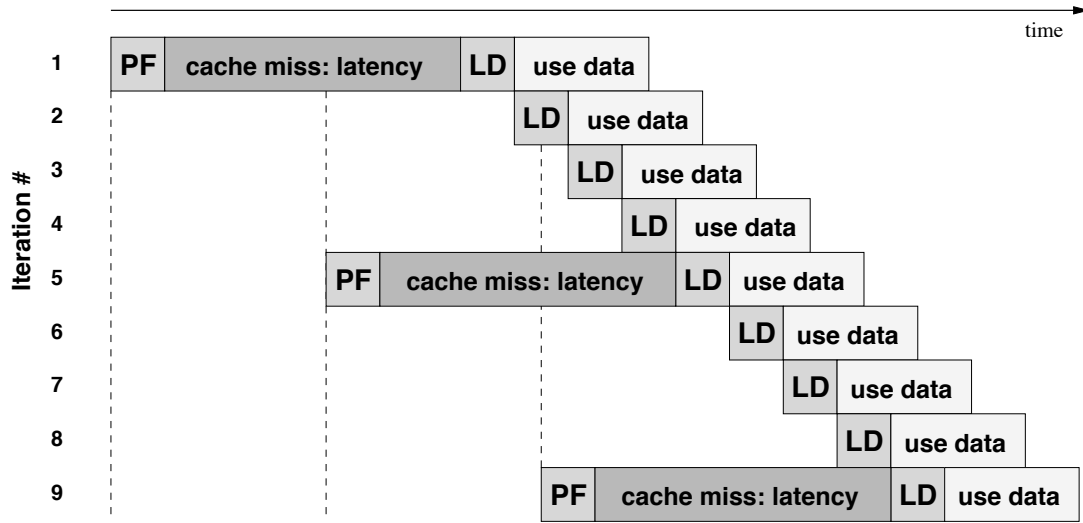 time
1 PF cache miss: latency LD use data
2 LD use data
3 LD use data
4 LD use data
5 PF cache miss: latency LD use data
6 LD use data
7 LD use data
8 LD use data
9 PF cache miss: latency LD use data
Iteration #